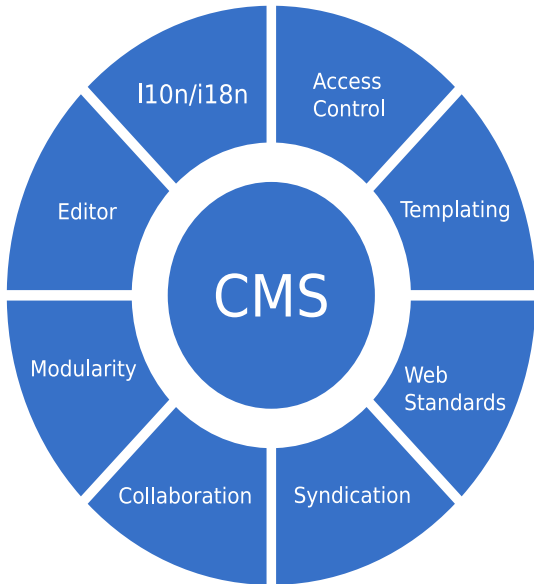 l10n/i18n
Access
Control
Editor
Templating
CMS
Modularity
Web
Standards
Collaboration
Syndication